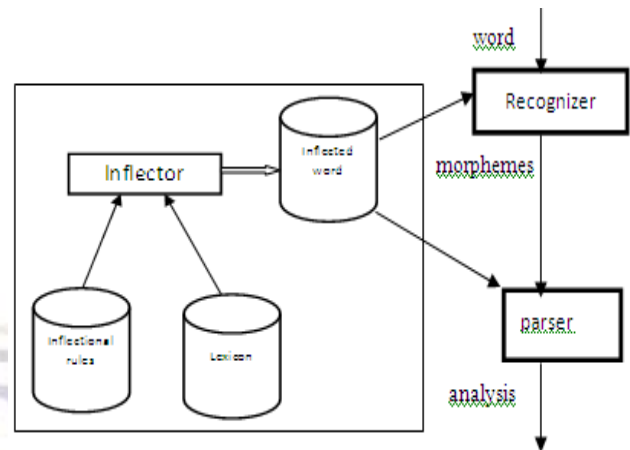 word
Recognizer
Inflected
word
Inflector
morphemes
Inflectional
rules
Lexicon
parser
analysis